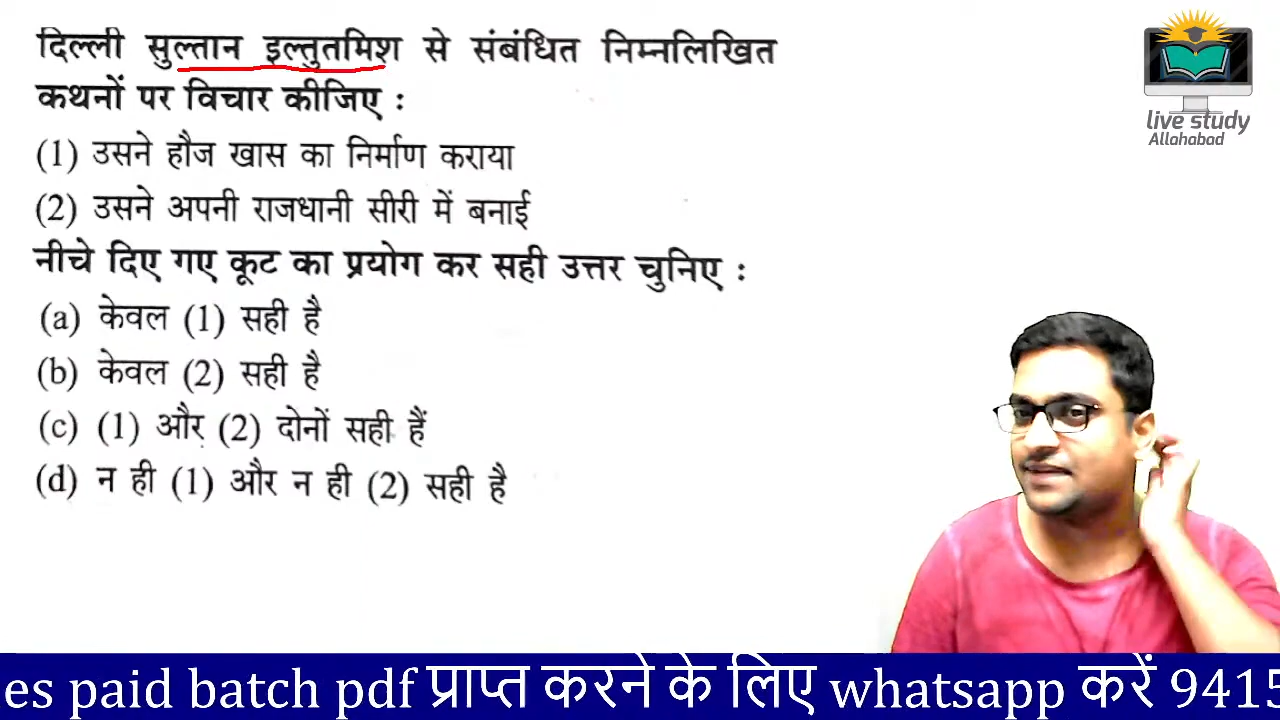 दिल्ली सुल्तान इल्तुतमिश से संबंधित निम्नलिखित
कथनों पर विचार कीजिए :
(1) उसने हौज खास का निर्माण कराया
(2) उसने अपनी राजधानी सीरी में बनाई
नीचे दिए गए कूट का प्रयोग कर सही उत्तर चुनिए :
(a) केवल (1) सही है
(b) केवल (2) सही है
(c) (1) और (2) दोनों सही हैं
(d) न ही (1) और न ही (2) सही है
live study
Allahabad
es paid batch pdf प्राप्त करने के लिए whatsapp करें 9415